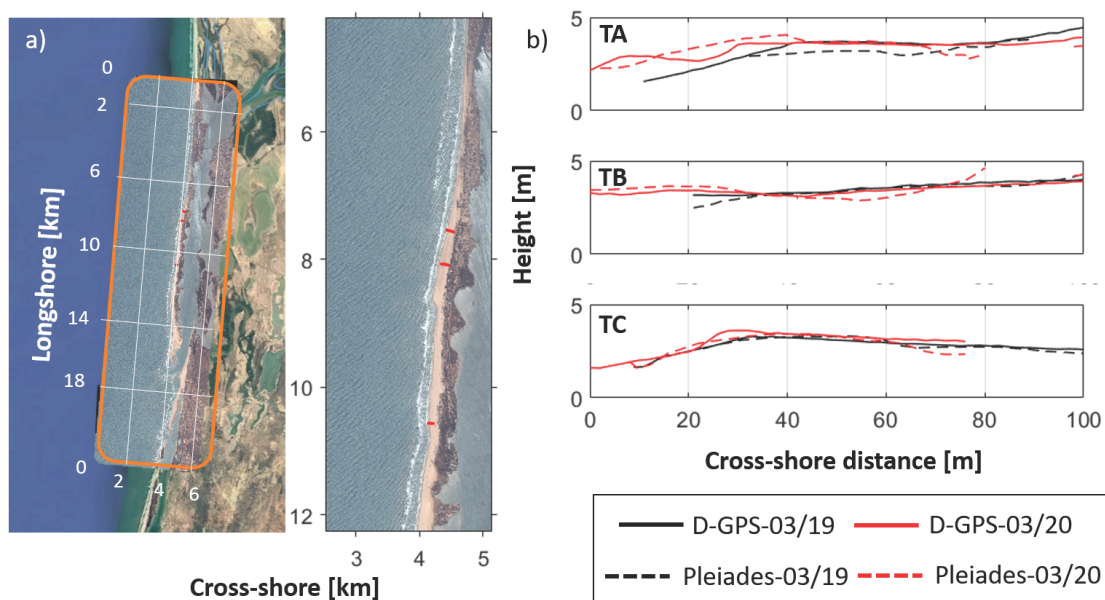 a)
0
2
6
10
14
18
0
2
4
6
Longshore [km]
6
8
10
12
3
4
5
Cross-shore [km]
b)
Height [m]
TA
5
0
TB
5
0
TC
5
0
0
20
40
60
80
100
Cross-shore distance [m]
D-GPS-03/19
D-GPS-03/20
Pleiades-03/19
Pleiades-03/20